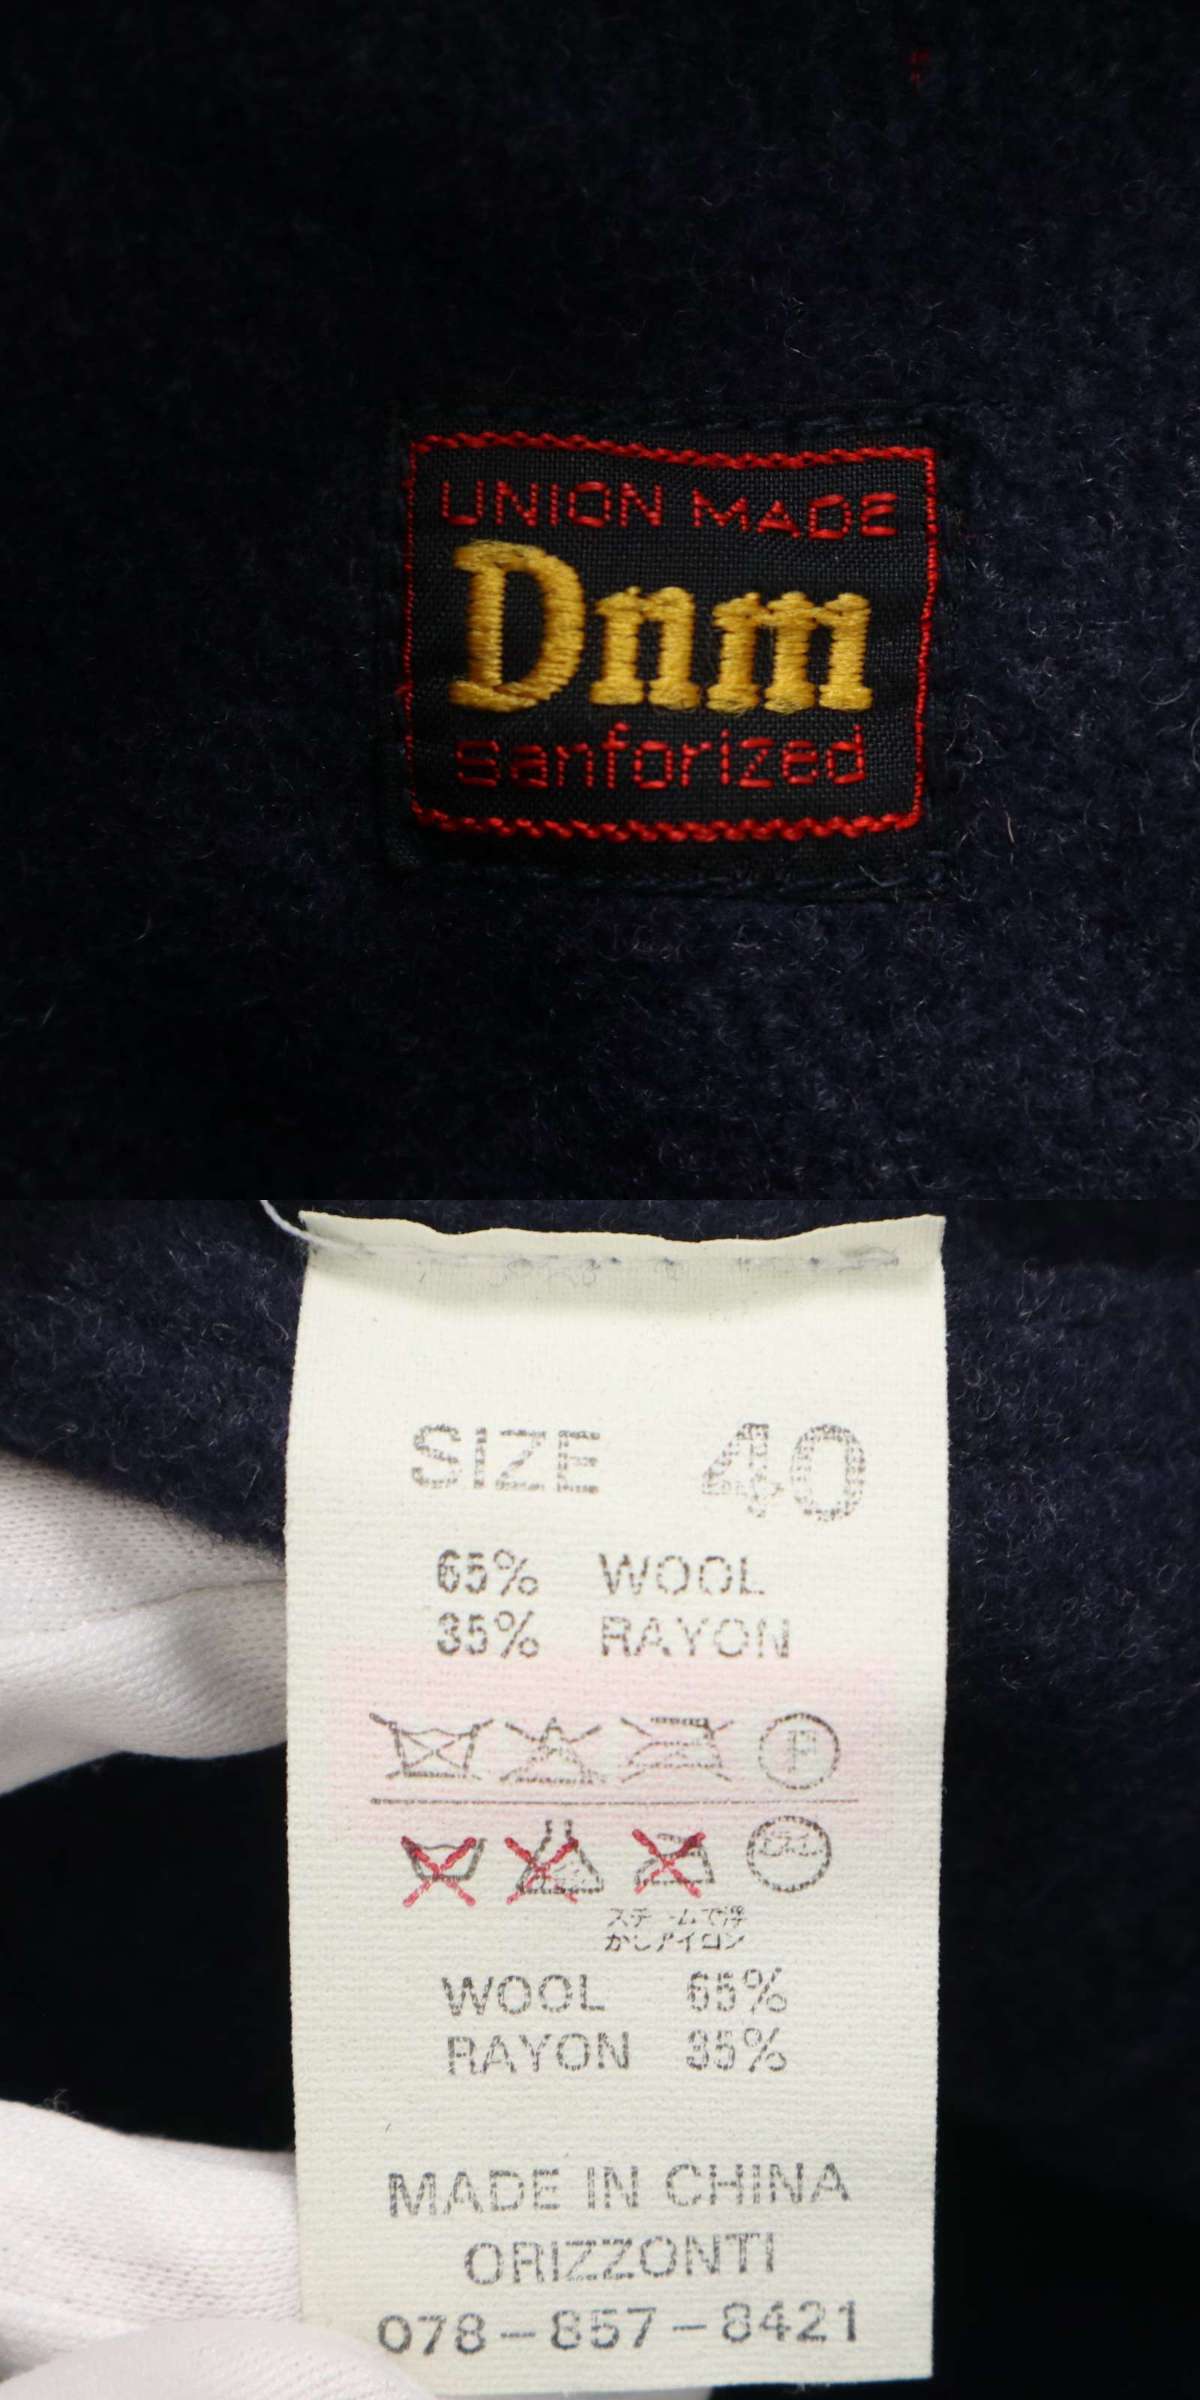 UNION MADE
Dnm
Sanforized
SIZE 40
65% WOOL
35% RAYON
F
スチームで浮
かしアイロン
WOOL 65%
RAYON 35%
MADE IN CHINA
ORIZZONTI
078-857-8421